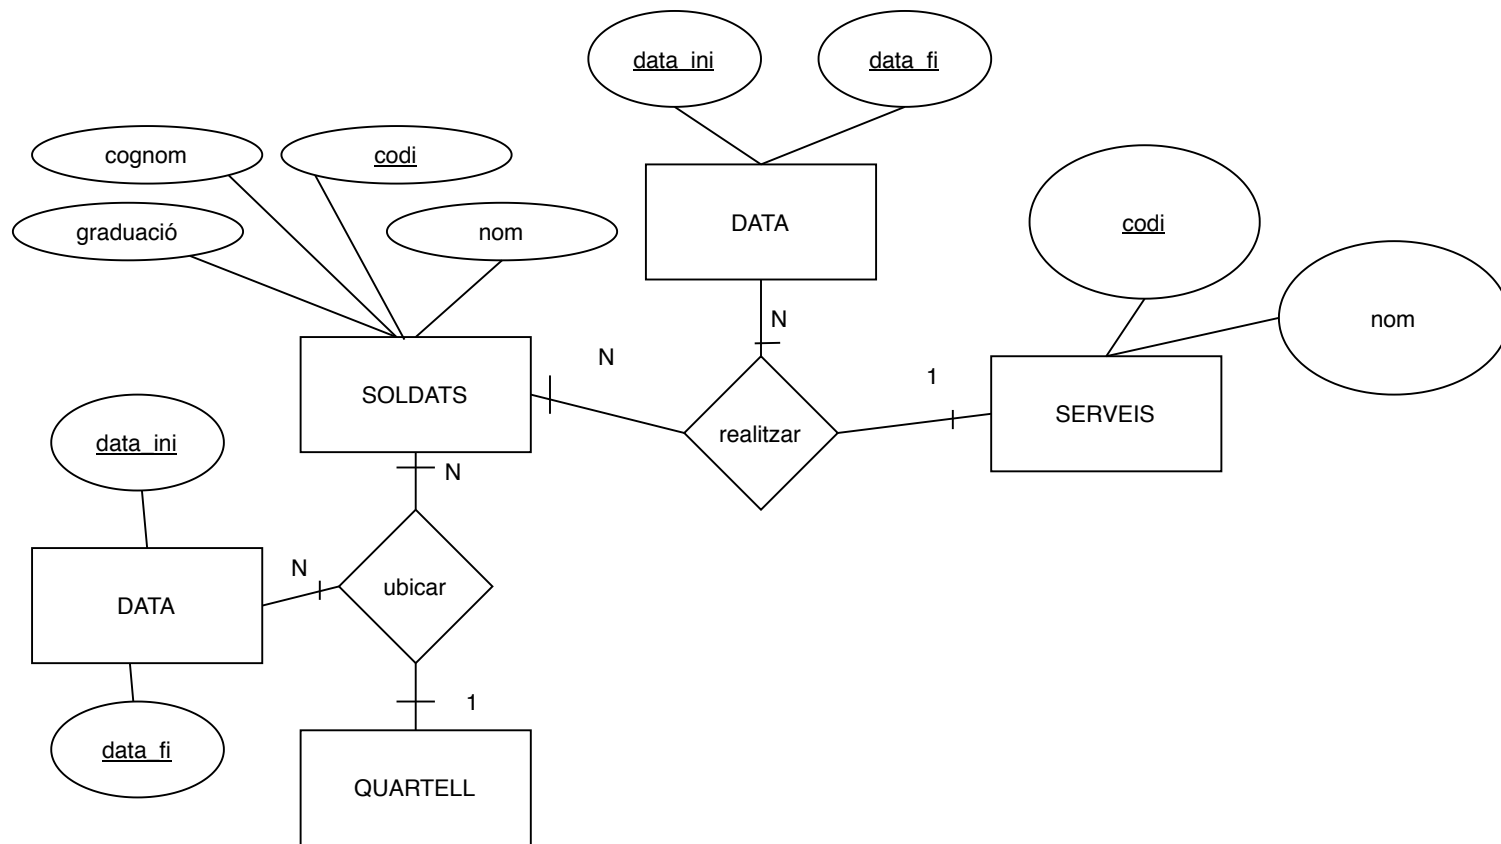 data_ini
data_fi
cognom
codi
graduació
nom
DATA
codi
nom
N
N
1
SOLDATS
realitzar
SERVEIS
data_ini
N
N
ubicar
DATA
1
data_fi
QUARTELL